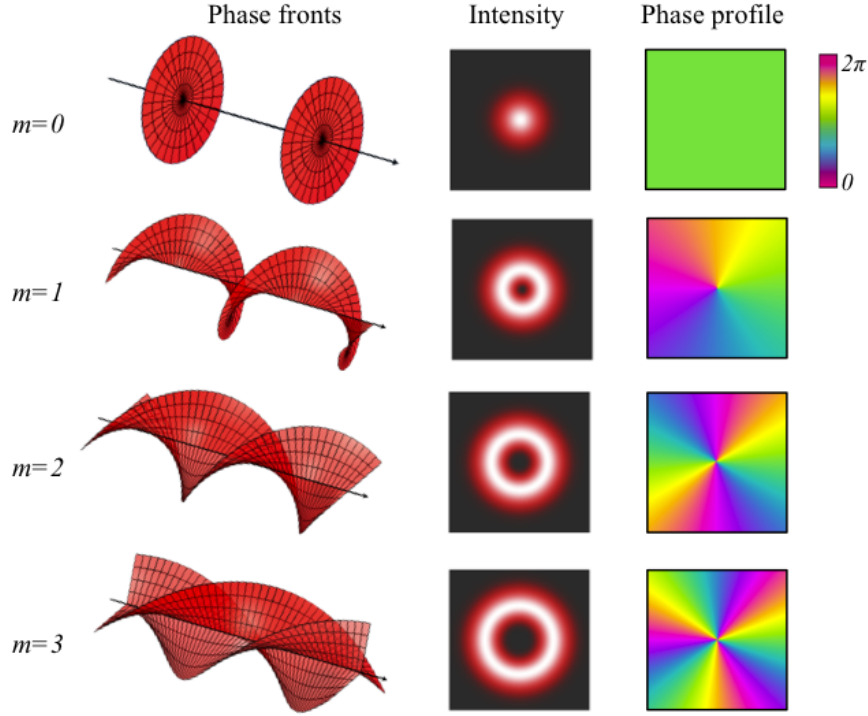 Phase fronts Intensity Phase profile
2π
m=0
0
m=1
m=2
m=3